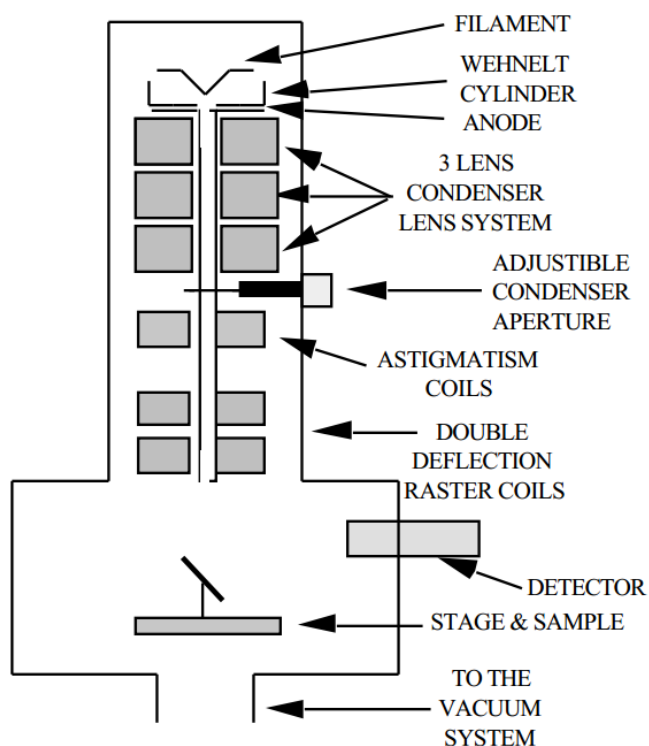 FILAMENT
WEHNELT
CYLINDER
ANODE
3 LENS
CONDENSER
LENS SYSTEM
ADJUSTIBLE
CONDENSER
APERTURE
ASTIGMATISM
COILS
DOUBLE
DEFLECTION
RASTER COILS
DETECTOR
STAGE & SAMPLE
TO THE
VACUUM
SYSTEM